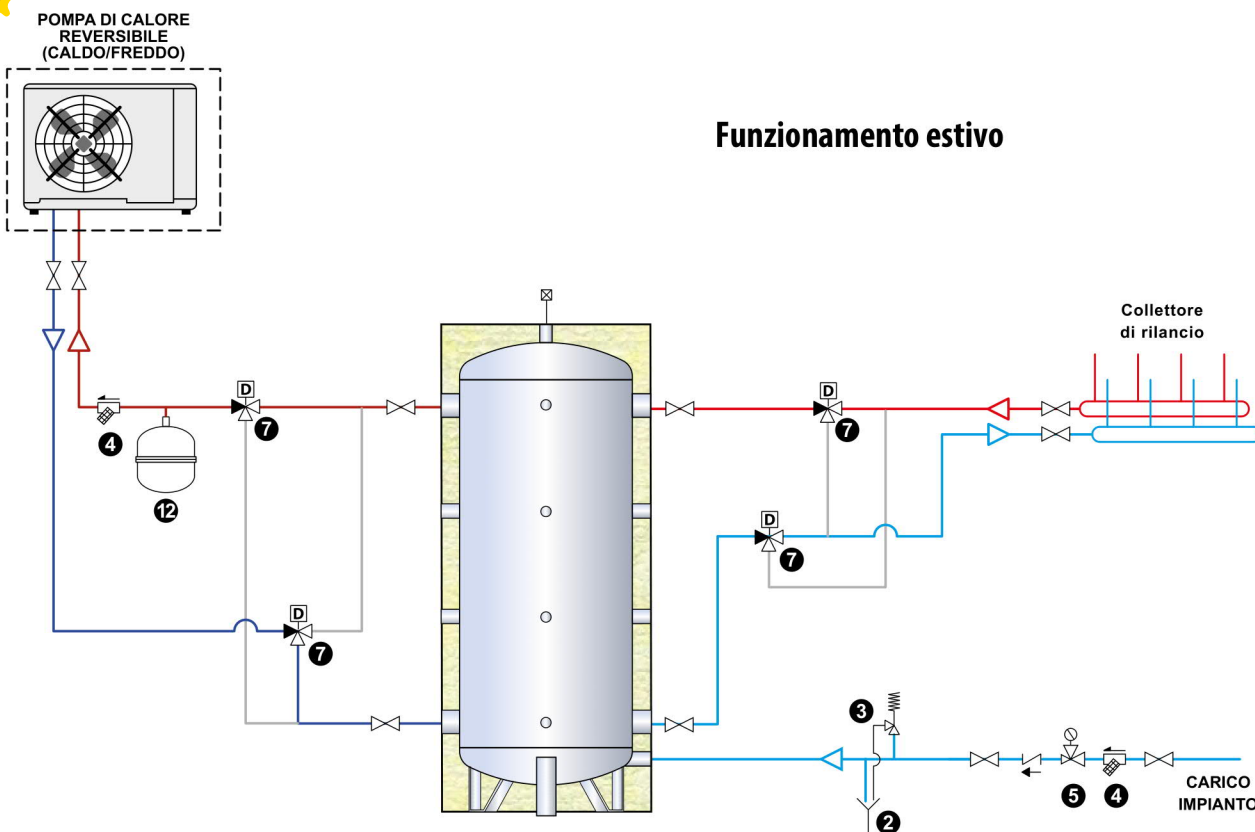 POMPA DI CALORE
REVERSIBILE
(CALDO/FREDDO)
Funzionamento estivo
Collettore
di rilancio
D
7
D
7
4
12
D
7
D
7
3
5
4
CARICO
IMPIANTO
2